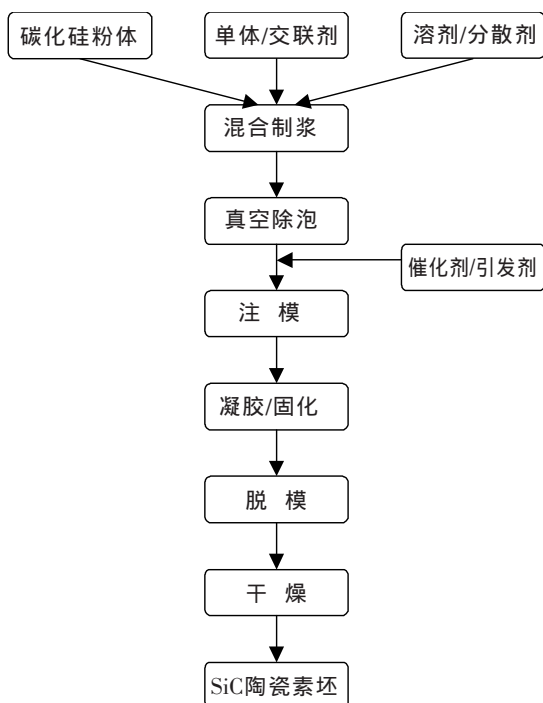 碳化硅粉体
单体/交联剂
溶剂/分散剂
混合制浆
真空除泡
催化剂/引发剂
注 模
凝胶/固化
脱 模
干 燥
SiC陶瓷素坯